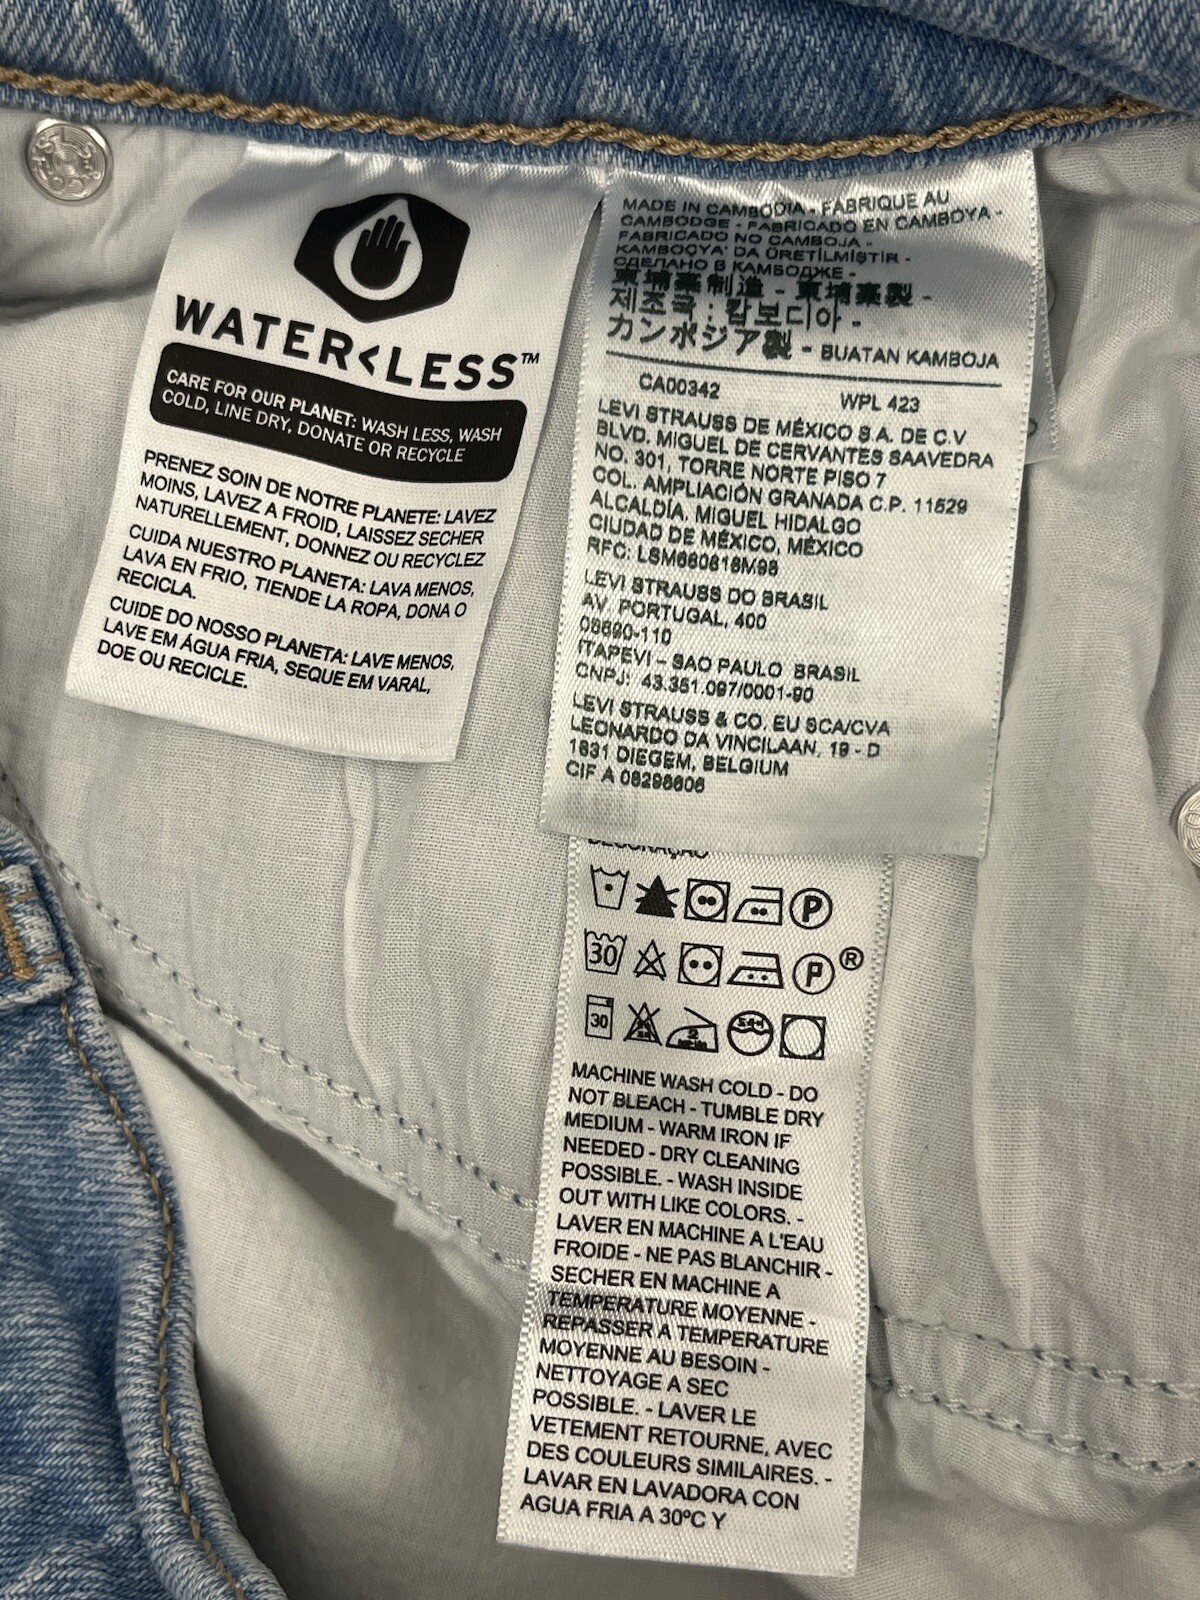 WATER<LESS™
CARE FOR OUR PLANET: WASH LESS, WASH
COLD, LINE DRY, DONATE OR RECYCLE
PRENEZ SOIN DE NOTRE PLANETE: LAVEZ
MOINS, LAVEZ A FROID, LAISSEZ SECHER
NATURELLEMENT, DONNEZ OU RECYCLEZ
CUIDA NUESTRO PLANETA: LAVA MENOS,
LAVA EN FRIO, TIENDE LA ROPA, DONA O
RECICLA.
CUIDE DO NOSSO PLANETA: LAVE MENOS,
LAVE EM ÁGUA FRIA, SEQUE EM VARAL,
DOE OU RECICLE.
MADE IN CAMBODIA - FABRIQUE AU
CAMBODGE - FABRICADO EN CAMBOYA -
FABRICADO NO CAMBOJA -
KAMBOÇYA' DA ÜRETİLMİŞTİR -
СДЕЛАНО В КАМБОДЖЕ -
柬埔寨制造 - 柬埔寨製 -
제조국 : 캄보디아 -
カンボジア製 - BUATAN KAMBOJA
CA00342 WPL 423
LEVI STRAUSS DE MÉXICO S.A. DE C.V
BLVD. MIGUEL DE CERVANTES SAAVEDRA
NO. 301, TORRE NORTE PISO 7
COL. AMPLIACIÓN GRANADA C.P. 11529
ALCALDÍA, MIGUEL HIDALGO
CIUDAD DE MÉXICO, MÉXICO
RFC: LSM660818M98
LEVI STRAUSS DO BRASIL
AV. PORTUGAL, 400
06690-110
ITAPEVI - SAO PAULO BRASIL
CNPJ: 43.351.097/0001-90
LEVI STRAUSS & CO. EU SCA/CVA
LEONARDO DA VINCILAAN, 19 - D
1831 DIEGEM, BELGIUM
CIF A 08298606
DECORAÇÃO
P
30 P ®
30 2
MACHINE WASH COLD - DO
NOT BLEACH - TUMBLE DRY
MEDIUM - WARM IRON IF
NEEDED - DRY CLEANING
POSSIBLE. - WASH INSIDE
OUT WITH LIKE COLORS. -
LAVER EN MACHINE A L'EAU
FROIDE - NE PAS BLANCHIR -
SECHER EN MACHINE A
TEMPERATURE MOYENNE -
REPASSER A TEMPERATURE
MOYENNE AU BESOIN -
NETTOYAGE A SEC
POSSIBLE. - LAVER LE
VETEMENT RETOURNE, AVEC
DES COULEURS SIMILAIRES. -
LAVAR EN LAVADORA CON
AGUA FRIA A 30ºC Y